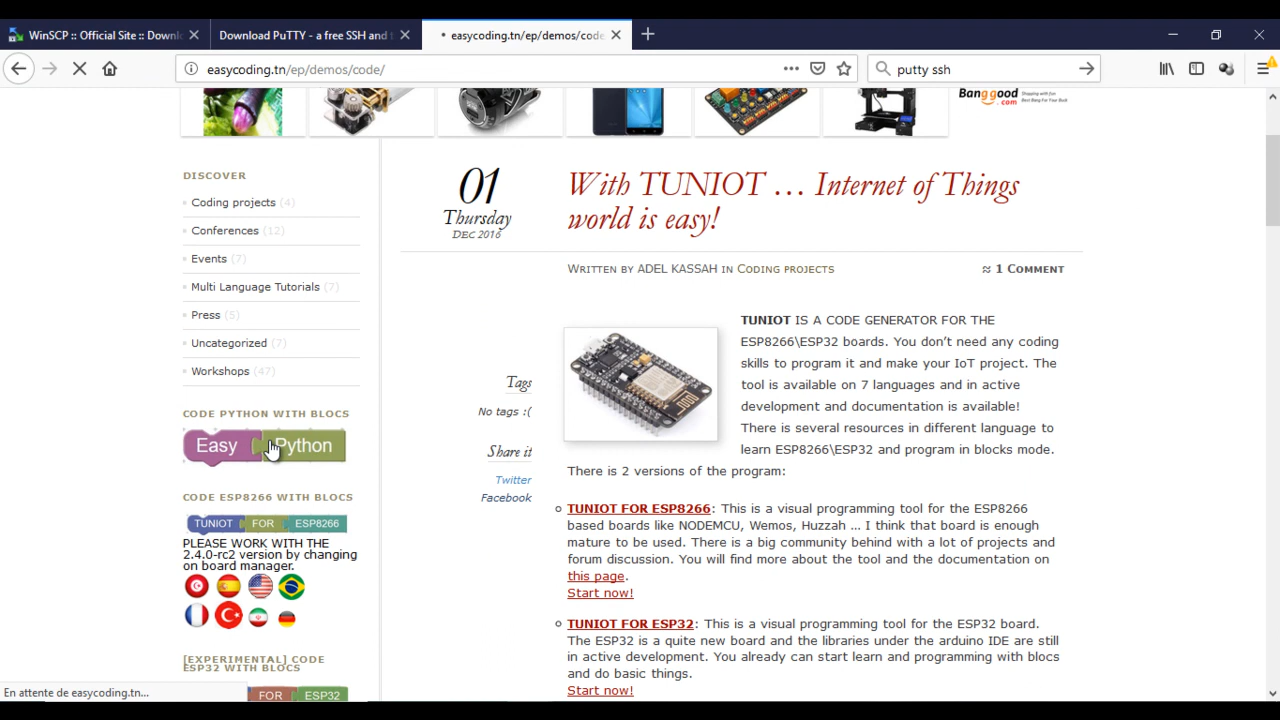 WinSCP :: Official Site :: Downl
Download PuTTY - a free SSH and t
easycoding.tn/ep/demos/code
easycoding.tn/ep/demos/code/
putty ssh
Banggood
.com
Shopping with Fun
Best Bang For Your Buck
DISCOVER
Coding projects (4)
Conferences (12)
Events (7)
Multi Language Tutorials (7)
Press (5)
Uncategorized (7)
Workshops (47)
CODE PYTHON WITH BLOCS
Easy Python
CODE ESP8266 WITH BLOCS
TUNIOT FOR ESP8266
PLEASE WORK WITH THE
2.4.0-rc2 version by changing
on board manager.
[EXPERIMENTAL] CODE
ESP32 WITH BLOCS
FOR ESP32
01
Thursday
DEC 2016
With TUNIOT ... Internet of Things
world is easy!
WRITTEN BY ADEL KASSAH IN CODING PROJECTS
≈ 1 COMMENT
Tags
No tags :(
Share it
Twitter
Facebook
TUNIOT IS A CODE GENERATOR FOR THE
ESP8266\ESP32 boards. You don't need any coding
skills to program it and make your IoT project. The
tool is available on 7 languages and in active
development and documentation is available!
There is several resources in different language to
learn ESP8266\ESP32 and program in blocks mode.
There is 2 versions of the program:
TUNIOT FOR ESP8266: This is a visual programming tool for the ESP8266
based boards like NODEMCU, Wemos, Huzzah ... I think that board is enough
mature to be used. There is a big community behind with a lot of projects and
forum discussion. You will find more about the tool and the documentation on
this page.
Start now!
TUNIOT FOR ESP32: This is a visual programming tool for the ESP32 board.
The ESP32 is a quite new board and the libraries under the arduino IDE are still
in active development. You already can start learn and programming with blocks
and do basic things.
Start now!
En attente de easycoding.tn...